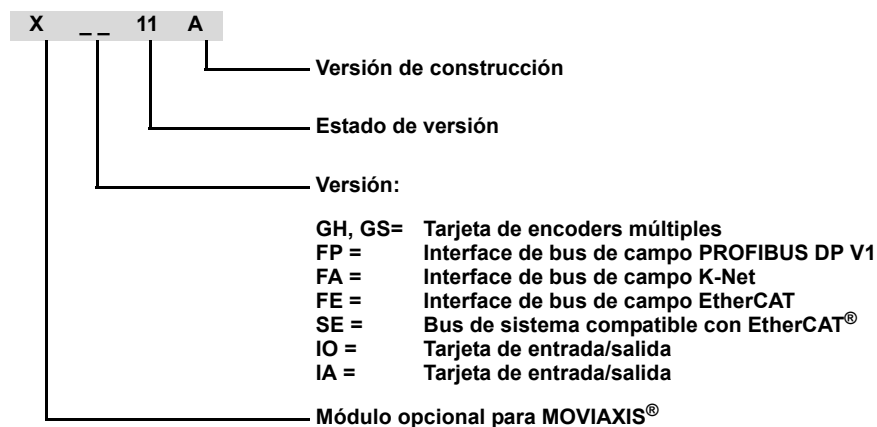 X _ _ 11 A
Versión de construcción
Estado de versión
Versión:
GH, GS= Tarjeta de encoders múltiples
FP = Interface de bus de campo PROFIBUS DP V1
FA = Interface de bus de campo K-Net
FE = Interface de bus de campo EtherCAT
SE = Bus de sistema compatible con EtherCAT®
IO = Tarjeta de entrada/salida
IA = Tarjeta de entrada/salida
Módulo opcional para MOVIAXIS®